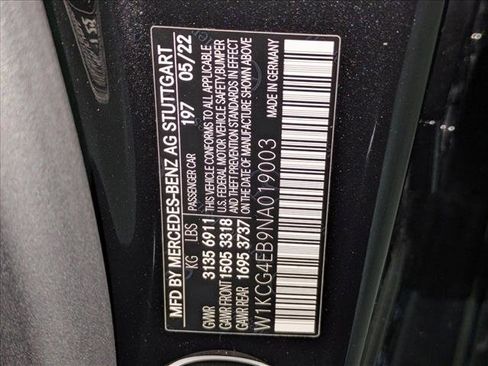 MFD BY MERCEDES-BENZ AG STUTTGART
PASSENGER CAR 197 05/22
KG LBS
GVWR 3135 6911
GAWR FRONT 1505 3318
GAWR REAR 1695 3737
THIS VEHICLE CONFORMS TO ALL APPLICABLE
U.S. FEDERAL MOTOR VEHICLE SAFETY,BUMPER
AND THEFT PREVENTION STANDARDS IN EFFECT
ON THE DATE OF MANUFACTURE SHOWN ABOVE
W1KCG4EB9NA019003
MADE IN GERMANY